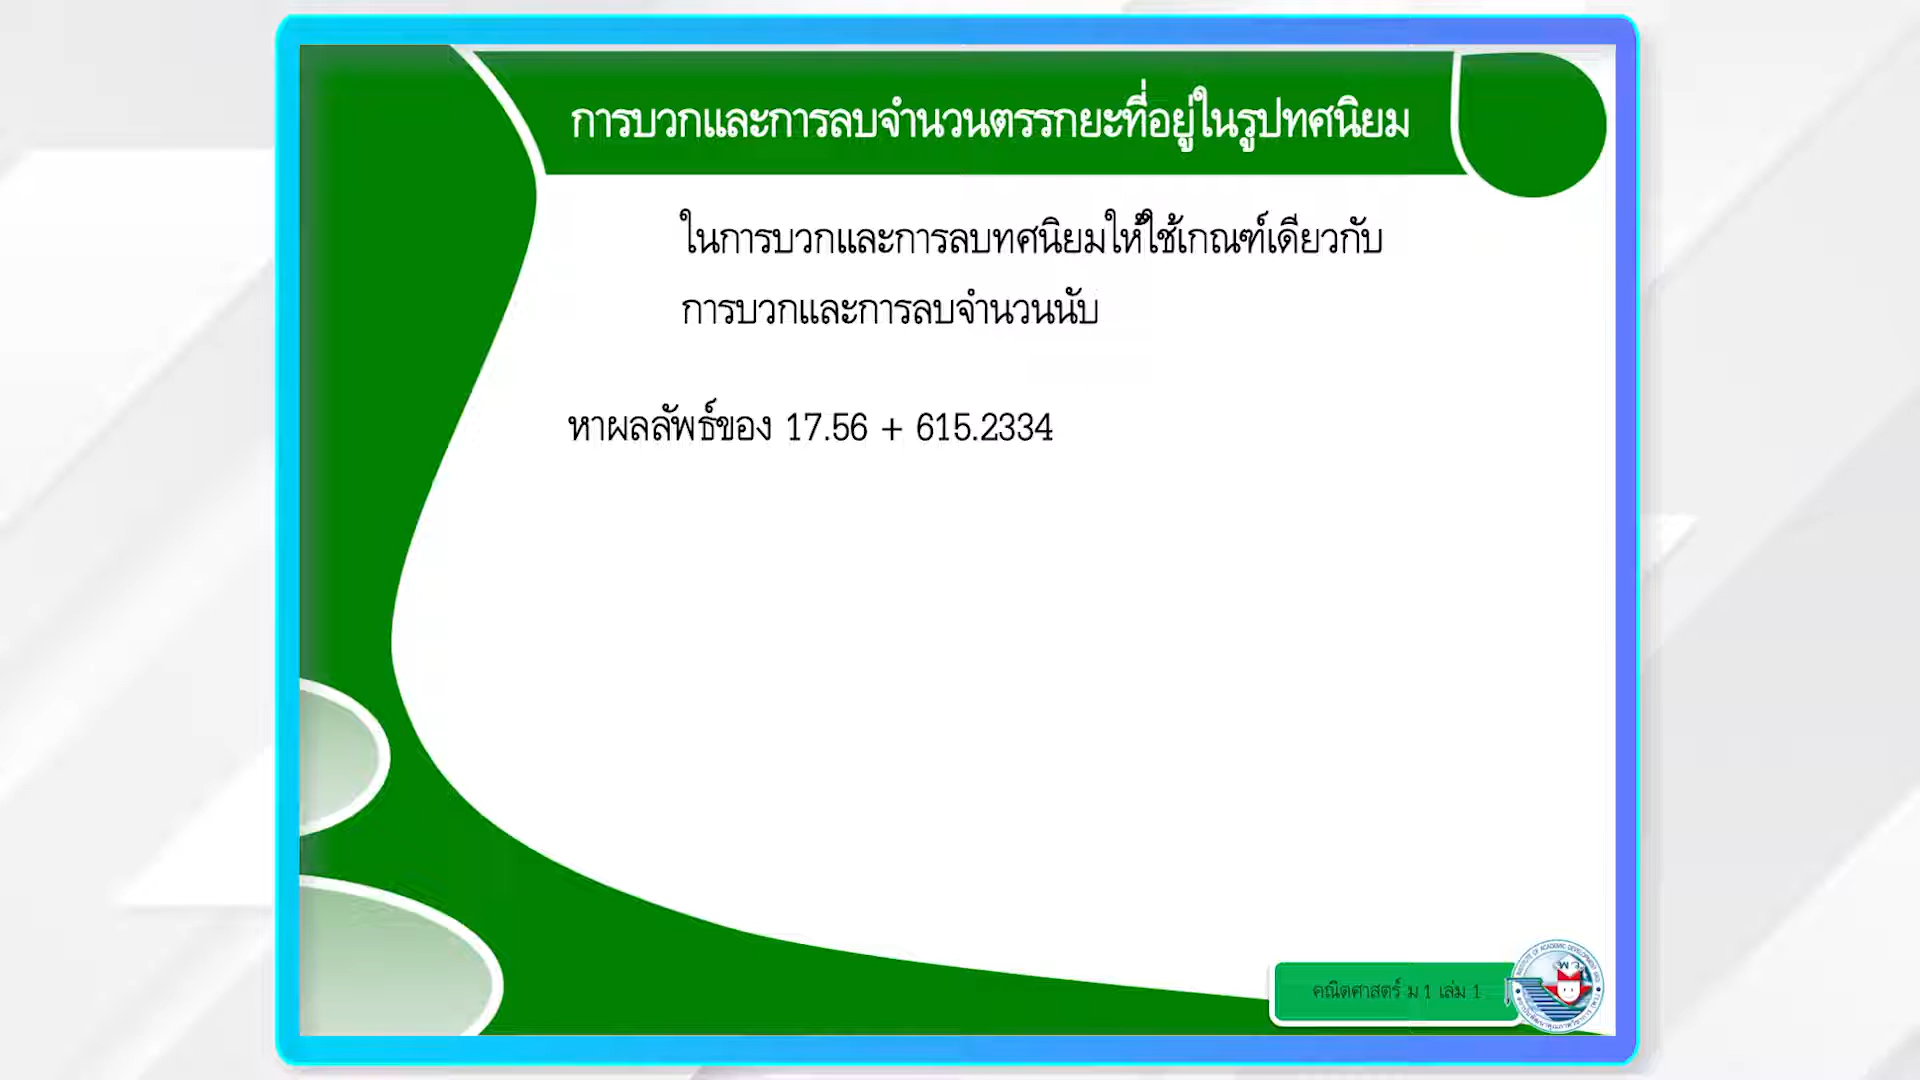 การบวกและการลบจำนวนตรรกยะที่อยู่ในรูปทศนิยม
ในการบวกและการลบทศนิยมให้ใช้เกณฑ์เดียวกับ
การบวกและการลบจำนวนนับ
หาผลลัพธ์ของ 17.56 + 615.2334
คณิตศาสตร์ ม 1 เล่ม 1